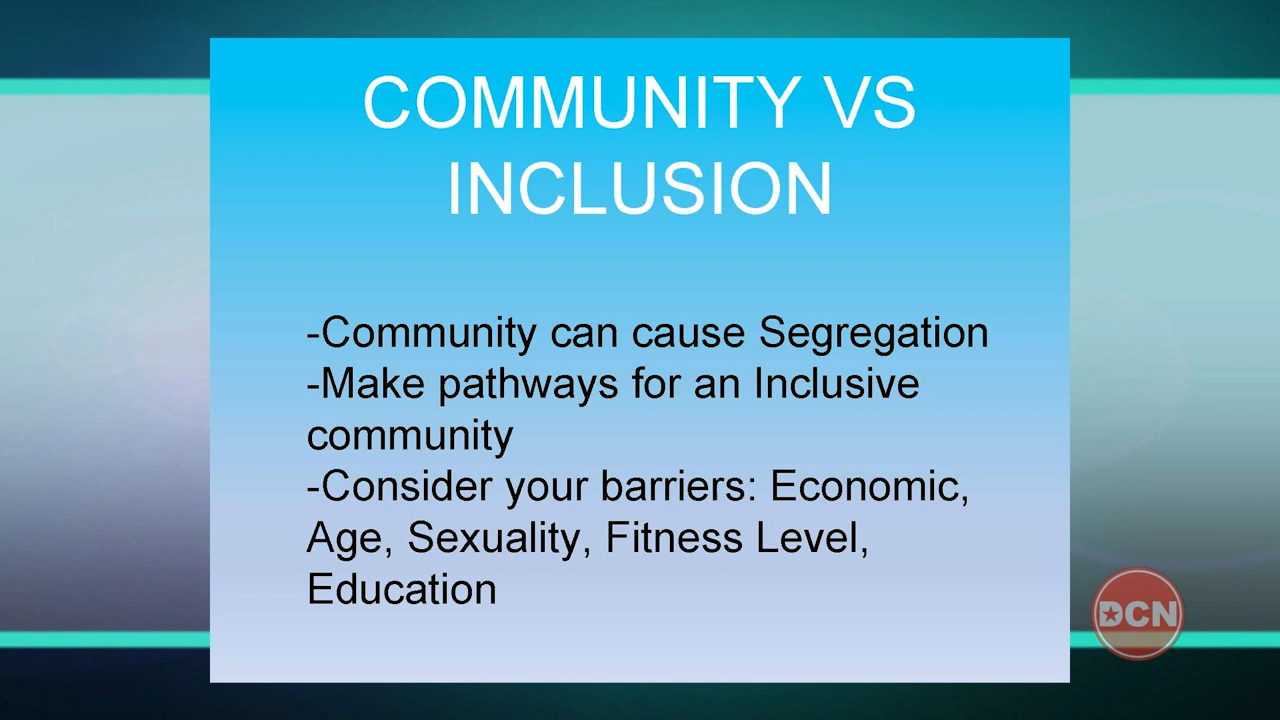 COMMUNITY VS
INCLUSION
-Community can cause Segregation
-Make pathways for an Inclusive
community
-Consider your barriers: Economic,
Age, Sexuality, Fitness Level,
Education
DCN